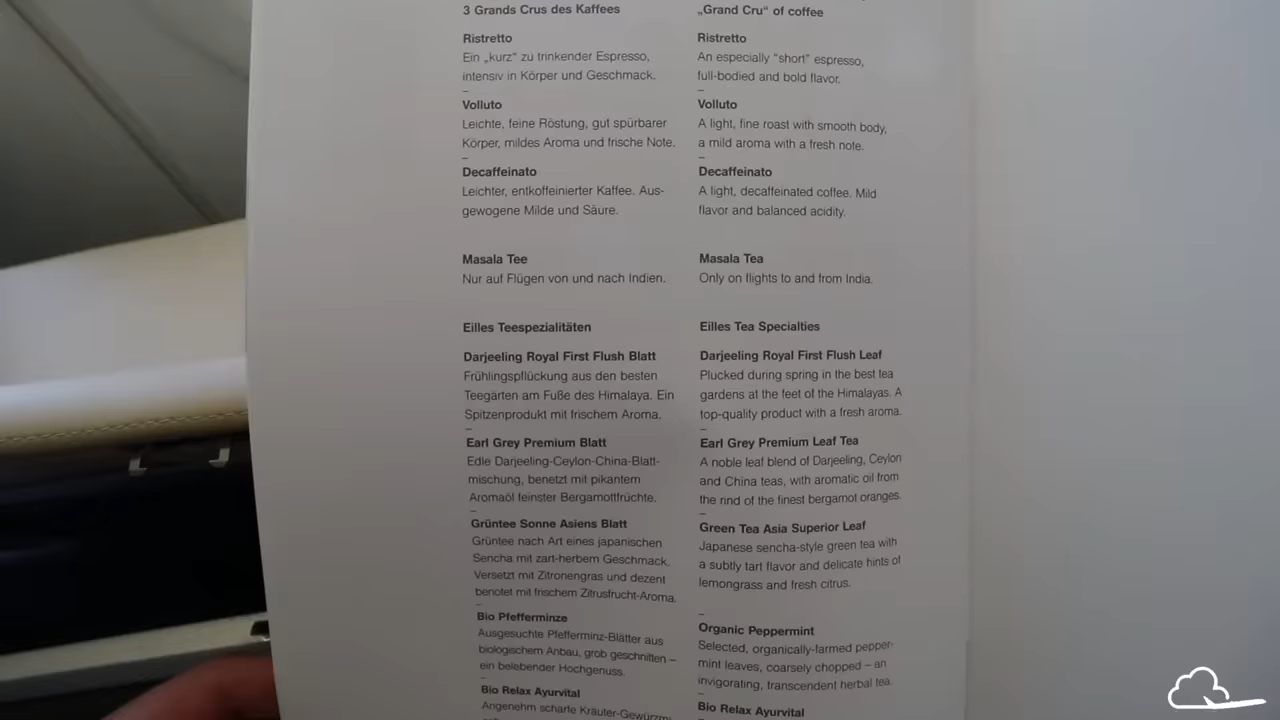 3 Grands Crus des Kaffees
Ristretto
Ein „kurz“ zu trinkender Espresso,
intensiv in Körper und Geschmack.
–
Volluto
Leichte, feine Röstung, gut spürbarer
Körper, mildes Aroma und frische Note.
–
Decaffeinato
Leichter, entkoffeinierter Kaffee. Aus-
gewogene Milde und Säure.
Masala Tee
Nur auf Flügen von und nach Indien.
Eilles Teespezialitäten
Darjeeling Royal First Flush Blatt
Frühlingspflückung aus den besten
Teegärten am Fuße des Himalaya. Ein
Spitzenprodukt mit frischem Aroma.
–
Earl Grey Premium Blatt
Edle Darjeeling-Ceylon-China-Blatt-
mischung, benetzt mit pikantem
Aromaöl feinster Bergamottfrüchte.
–
Grüntee Sonne Asiens Blatt
Grüntee nach Art eines japanischen
Sencha mit zart-herbem Geschmack.
Versetzt mit Zitronengras und dezent
benotet mit frischem Zitrusfrucht-Aroma.
–
Bio Pfefferminze
Ausgesuchte Pfefferminz-Blätter aus
biologischem Anbau, grob geschnitten –
ein belebender Hochgenuss.
–
Bio Relax Ayurvital
Angenehm scharfe Kräuter-Gewürzmi
„Grand Cru“ of coffee
Ristretto
An especially “short” espresso,
full-bodied and bold flavor.
–
Volluto
A light, fine roast with smooth body,
a mild aroma with a fresh note.
–
Decaffeinato
A light, decaffeinated coffee. Mild
flavor and balanced acidity.
Masala Tea
Only on flights to and from India.
Eilles Tea Specialties
Darjeeling Royal First Flush Leaf
Plucked during spring in the best tea
gardens at the feet of the Himalayas. A
top-quality product with a fresh aroma.
–
Earl Grey Premium Leaf Tea
A noble leaf blend of Darjeeling, Ceylon
and China teas, with aromatic oil from
the rind of the finest bergamot oranges.
–
Green Tea Asia Superior Leaf
Japanese sencha-style green tea with
a subtly tart flavor and delicate hints of
lemongrass and fresh citrus.
–
Organic Peppermint
Selected, organically-farmed pepper-
mint leaves, coarsely chopped – an
invigorating, transcendent herbal tea.
–
Bio Relax Ayurvital